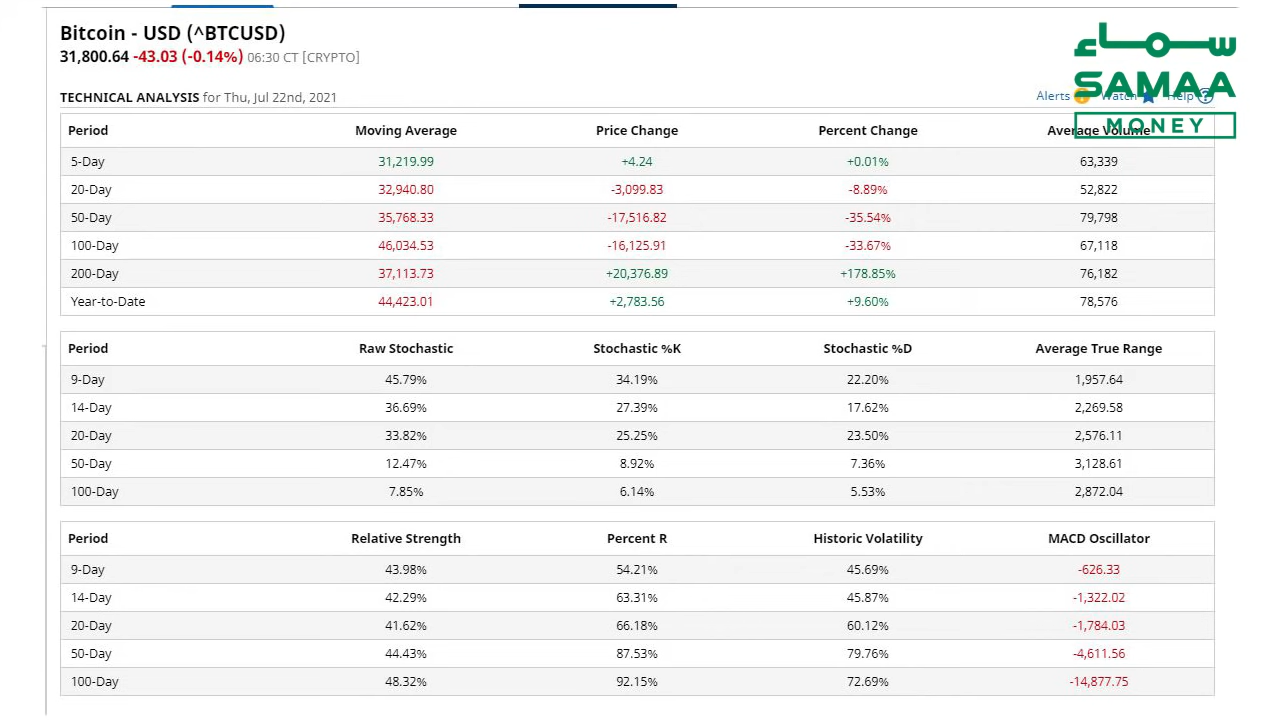 Bitcoin - USD (^BTCUSD)
31,800.64 -43.03 (-0.14%) 06:30 CT [CRYPTO]
سماء
SAMAA
MONEY
TECHNICAL ANALYSIS for Thu, Jul 22nd, 2021
Alerts Watch Help
Period Moving Average Price Change Percent Change Average Volume
5-Day 31,219.99 +4.24 +0.01% 63,339
20-Day 32,940.80 -3,099.83 -8.89% 52,822
50-Day 35,768.33 -17,516.82 -35.54% 79,798
100-Day 46,034.53 -16,125.91 -33.67% 67,118
200-Day 37,113.73 +20,376.89 +178.85% 76,182
Year-to-Date 44,423.01 +2,783.56 +9.60% 78,576
Period Raw Stochastic Stochastic %K Stochastic %D Average True Range
9-Day 45.79% 34.19% 22.20% 1,957.64
14-Day 36.69% 27.39% 17.62% 2,269.58
20-Day 33.82% 25.25% 23.50% 2,576.11
50-Day 12.47% 8.92% 7.36% 3,128.61
100-Day 7.85% 6.14% 5.53% 2,872.04
Period Relative Strength Percent R Historic Volatility MACD Oscillator
9-Day 43.98% 54.21% 45.69% -626.33
14-Day 42.29% 63.31% 45.87% -1,322.02
20-Day 41.62% 66.18% 60.12% -1,784.03
50-Day 44.43% 87.53% 79.76% -4,611.56
100-Day 48.32% 92.15% 72.69% -14,877.75